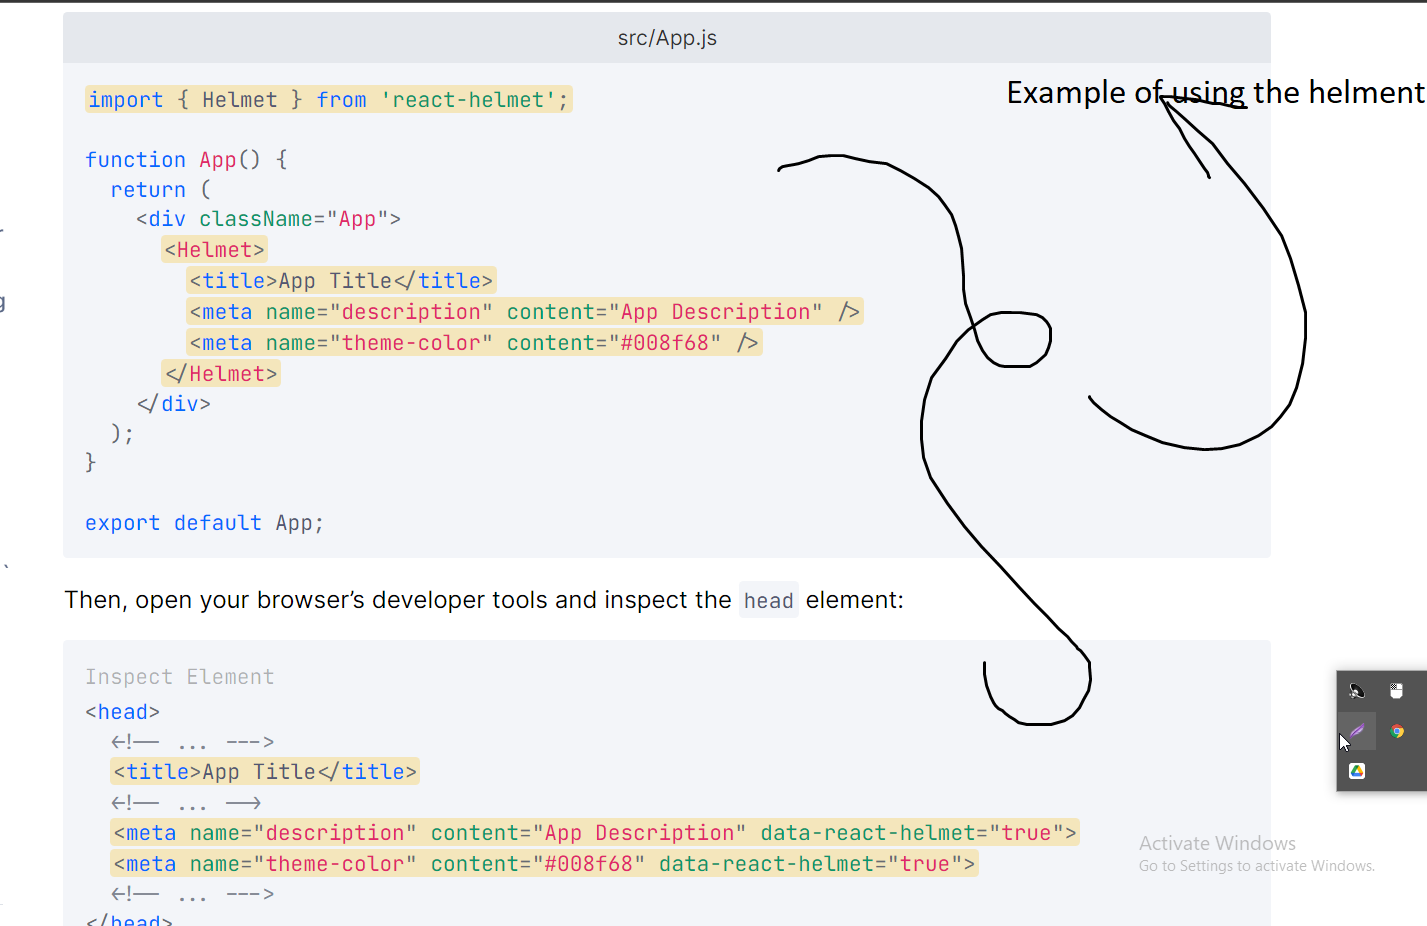 src/App.js
Example of using the helment
import { Helmet } from 'react-helmet';
function App() {
return (
<div className="App">
<Helmet>
<title>App Title</title>
<meta name="description" content="App Description" />
<meta name="theme-color" content="#008f68" />
</Helmet>
</div>
);
}
export default App;
Then, open your browser’s developer tools and inspect the head element:
Inspect Element
<head>
<!-- ... --->
<title>App Title</title>
<!-- ... -->
<meta name="description" content="App Description" data-react-helmet="true">
<meta name="theme-color" content="#008f68" data-react-helmet="true">
<!-- ... --->
</head>
Activate Windows
Go to Settings to activate Windows.